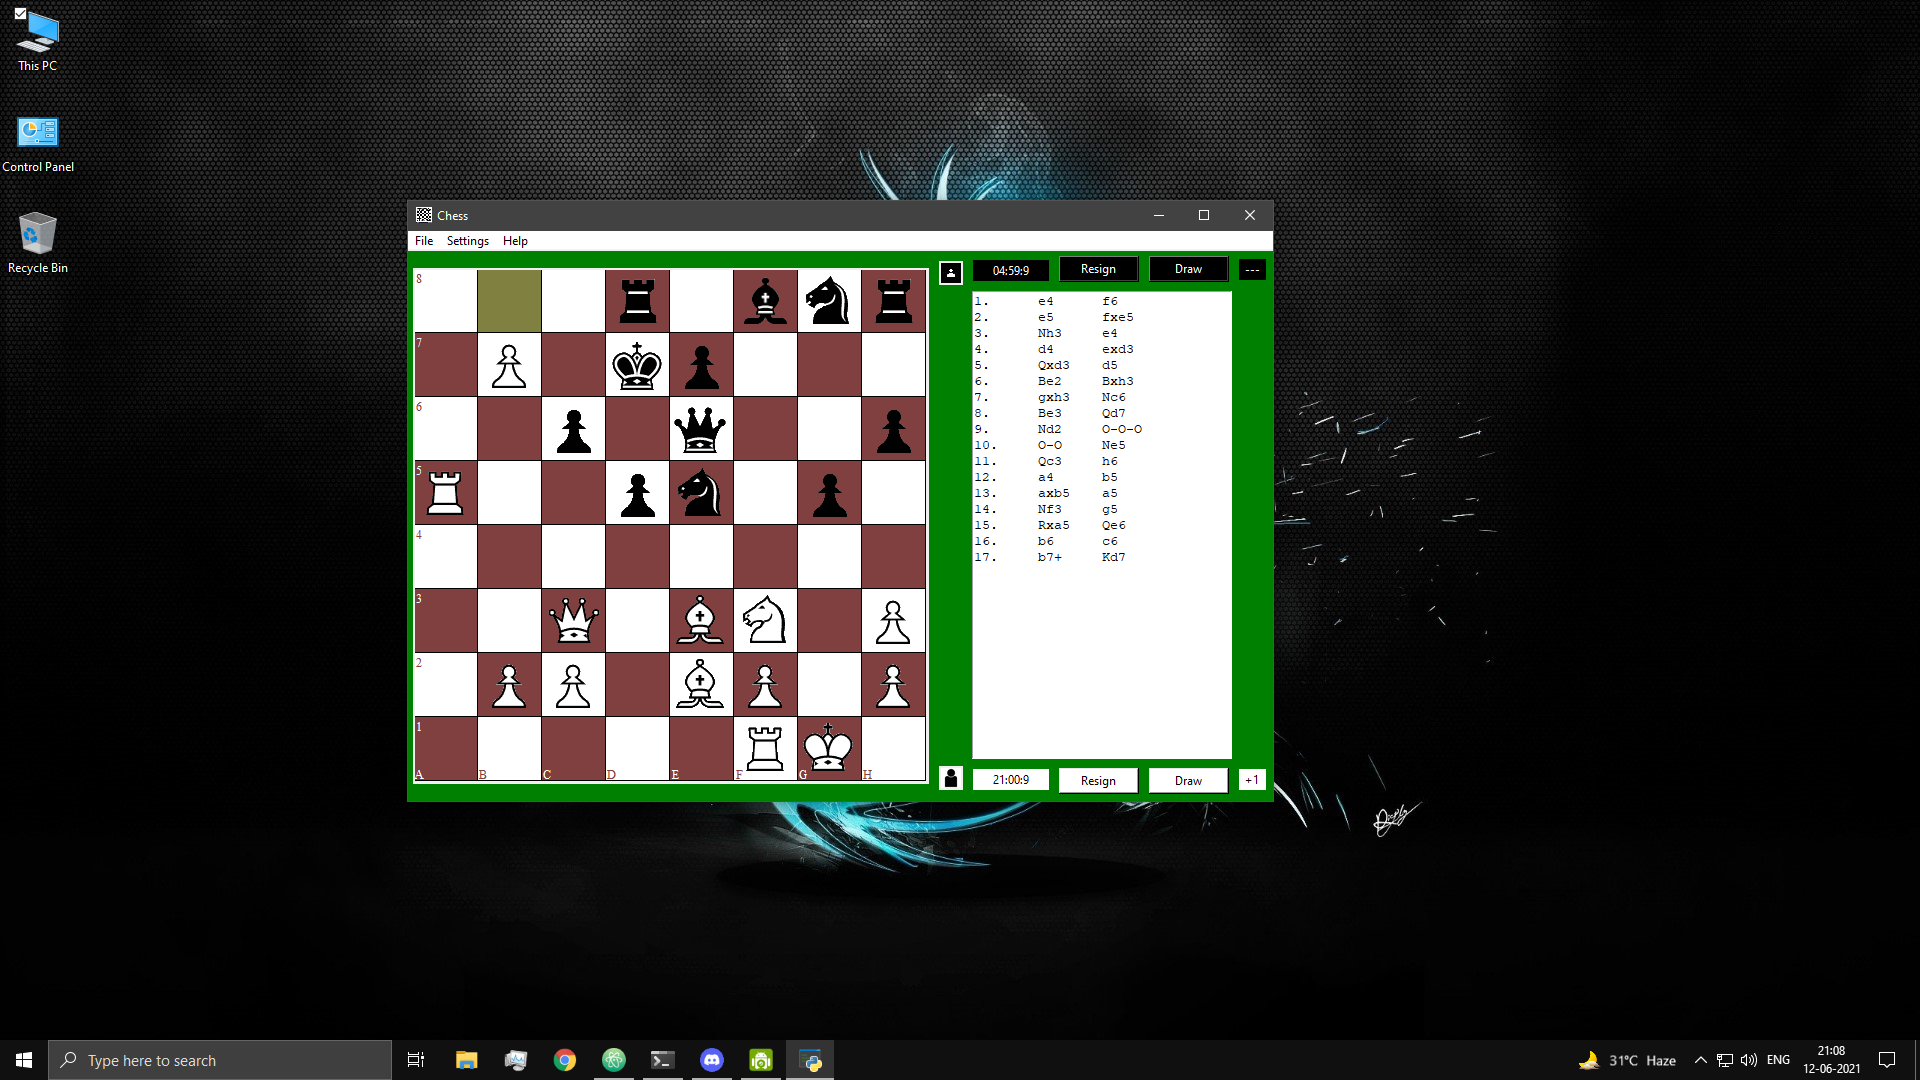 This PC
Control Panel
Recycle Bin
Chess
File Settings Help
04:59:9 Resign Draw ---
1. e4 f6
2. e5 fxe5
3. Nh3 e4
4. d4 exd3
5. Qxd3 d5
6. Be2 Bxh3
7. gxh3 Nc6
8. Be3 Qd7
9. Nd2 O-O-O
10. O-O Ne5
11. Qc3 h6
12. a4 b5
13. axb5 a5
14. Nf3 g5
15. Rxa5 Qe6
16. b6 c6
17. b7+ Kd7
8
7
6
5
4
3
2
1
A B C D E F G H
21:00:9 Resign Draw +1
Type here to search
31°C Haze
ENG
21:08
12-06-2021